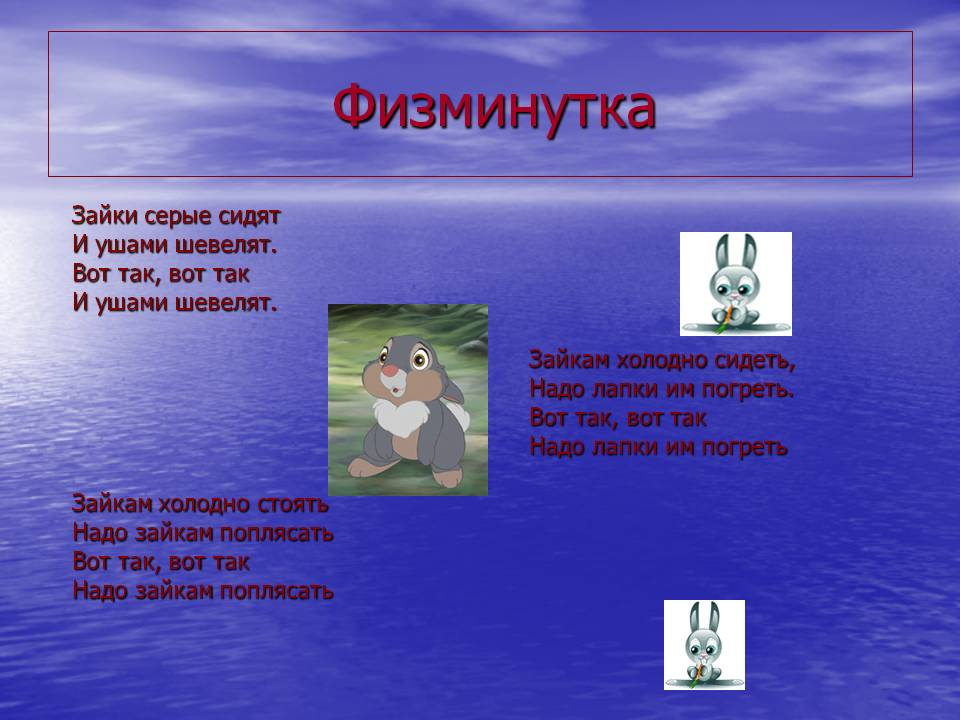 Физминутка
Зайки серые сидят
И ушами шевелят.
Вот так, вот так
И ушами шевелят.
Зайкам холодно сидеть,
Надо лапки им погреть.
Вот так, вот так
Надо лапки им погреть
Зайкам холодно стоять
Надо зайкам поплясать
Вот так, вот так
Надо зайкам поплясать